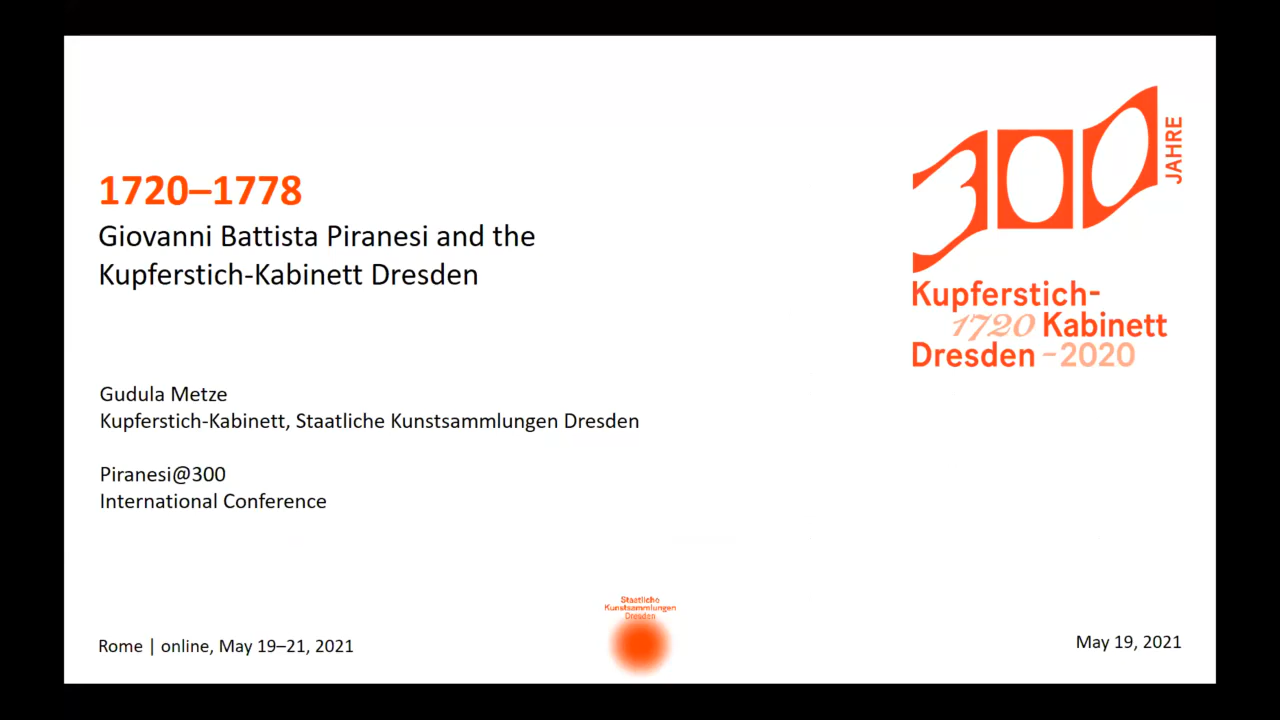 1720–1778
Giovanni Battista Piranesi and the
Kupferstich-Kabinett Dresden
300
JAHRE
Kupferstich-
1720 Kabinett
Dresden –2020
Gudula Metze
Kupferstich-Kabinett, Staatliche Kunstsammlungen Dresden
Piranesi@300
International Conference
Staatliche
Kunstsammlungen
Dresden
Rome | online, May 19–21, 2021
May 19, 2021